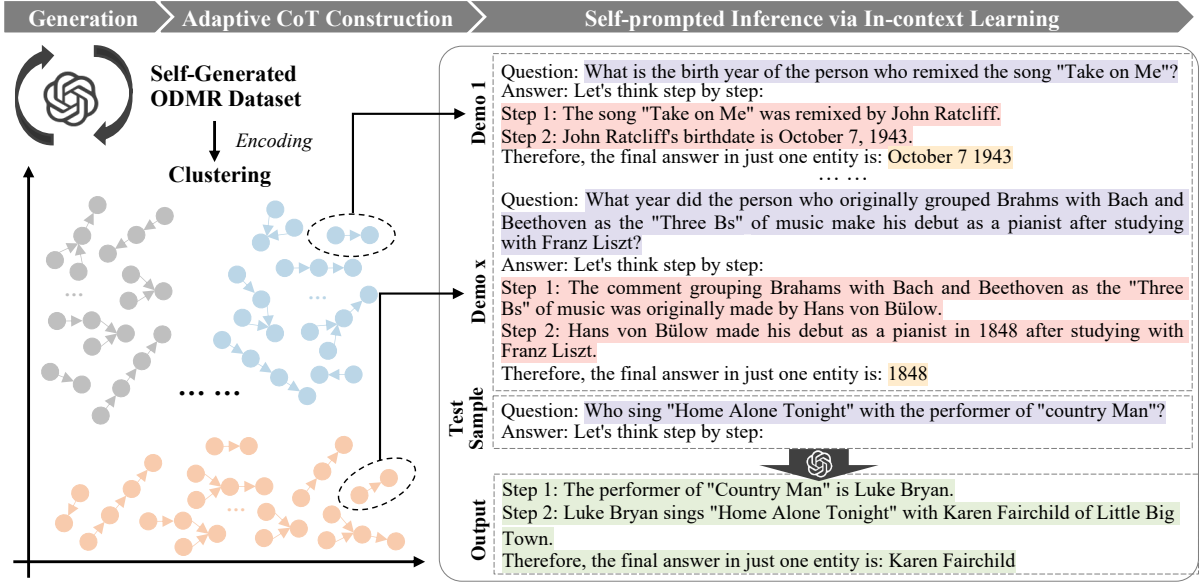 Generation
Adaptive CoT Construction
Self-prompted Inference via In-context Learning
Self-Generated
ODMR Dataset
Encoding
Clustering
...
...
...
... ...
Demo 1
Question: What is the birth year of the person who remixed the song "Take on Me"?
Answer: Let's think step by step:
Step 1: The song "Take on Me" was remixed by John Ratcliff.
Step 2: John Ratcliff's birthdate is October 7, 1943.
Therefore, the final answer in just one entity is: October 7 1943
... ...
Demo x
Question: What year did the person who originally grouped Brahms with Bach and
Beethoven as the "Three Bs" of music make his debut as a pianist after studying
with Franz Liszt?
Answer: Let's think step by step:
Step 1: The comment grouping Brahams with Bach and Beethoven as the "Three
Bs" of music was originally made by Hans von Bülow.
Step 2: Hans von Bülow made his debut as a pianist in 1848 after studying with
Franz Liszt.
Therefore, the final answer in just one entity is: 1848
Test
Sample
Question: Who sing "Home Alone Tonight" with the performer of "country Man"?
Answer: Let's think step by step:
Output
Step 1: The performer of "Country Man" is Luke Bryan.
Step 2: Luke Bryan sings "Home Alone Tonight" with Karen Fairchild of Little Big
Town.
Therefore, the final answer in just one entity is: Karen Fairchild